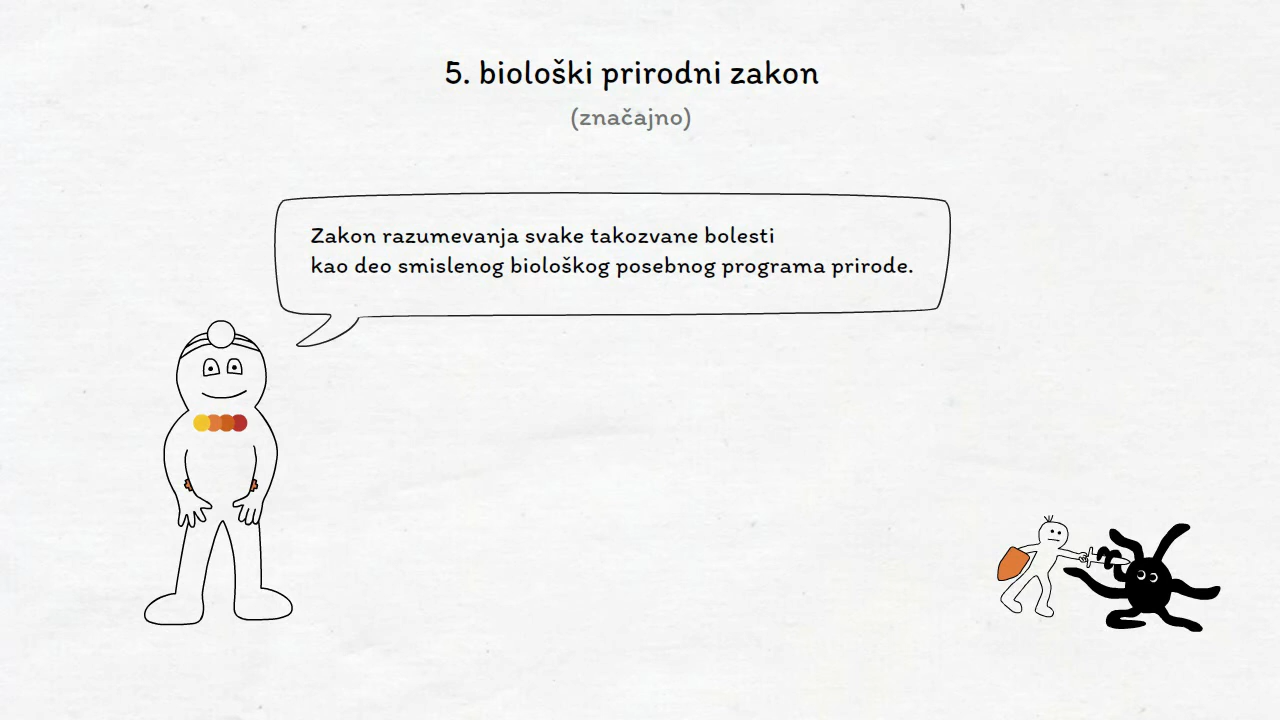 5. biološki prirodni zakon
(značajno)
Zakon razumevanja svake takozvane bolesti
kao deo smislenog biološkog posebnog programa prirode.